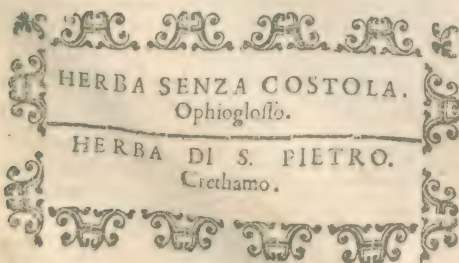 HERBA SENZA COSTOLA.
Ophioglosso.
HERBA DI S. PIETRO.
Crethamo.